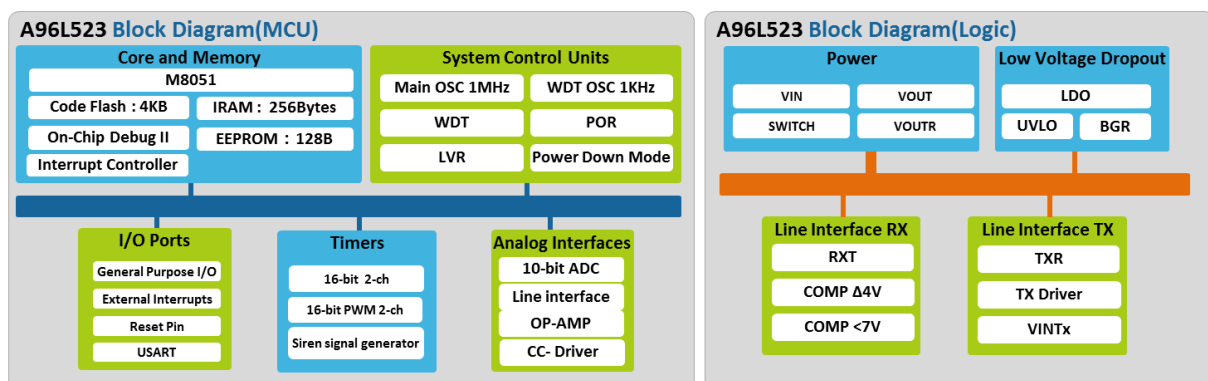 A96L523 Block Diagram(MCU)
Core and Memory
M8051
Code Flash : 4KB
IRAM : 256Bytes
On-Chip Debug II
EEPROM : 128B
Interrupt Controller
System Control Units
Main OSC 1MHz
WDT OSC 1KHz
WDT
POR
LVR
Power Down Mode
I/O Ports
General Purpose I/O
External Interrupts
Reset Pin
USART
Timers
16-bit 2-ch
16-bit PWM 2-ch
Siren signal generator
Analog Interfaces
10-bit ADC
Line interface
OP-AMP
CC- Driver
A96L523 Block Diagram(Logic)
Power
VIN
VOUT
SWITCH
VOUTR
Low Voltage Dropout
LDO
UVLO
BGR
Line Interface RX
RXT
COMP Δ4V
COMP <7V
Line Interface TX
TXR
TX Driver
VINTx